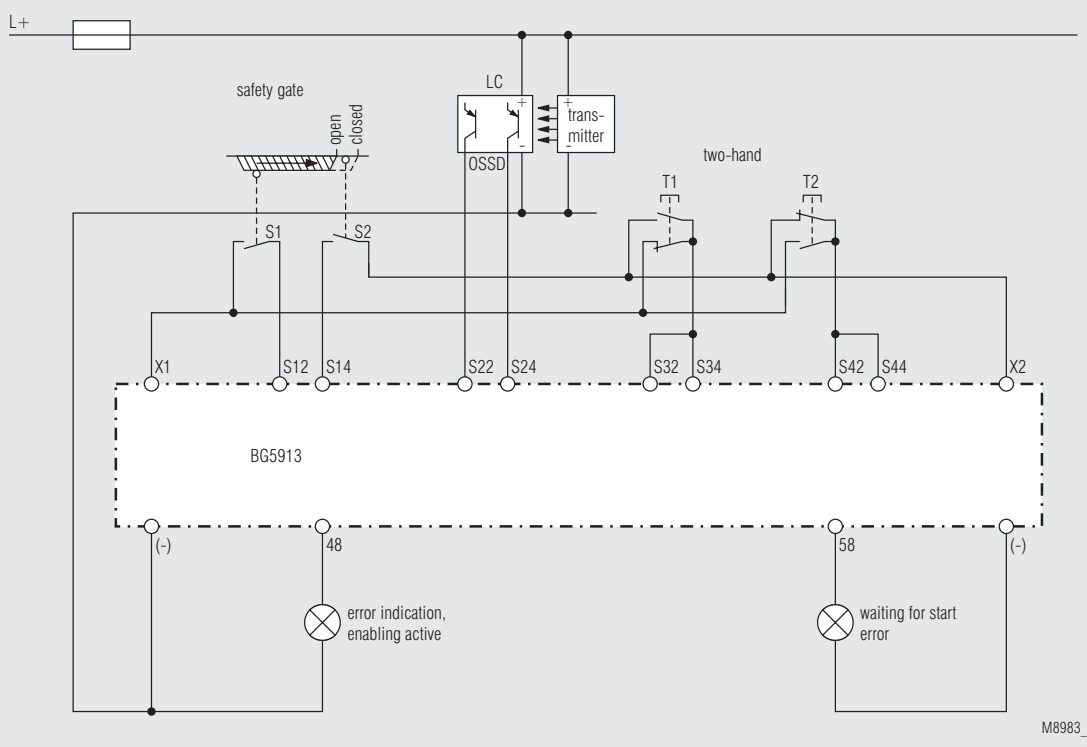 L+
safety gate
open
closed
LC
+
+
trans-
mitter
-
-
OSSD
two-hand
T1
T2
S1
S2
X1
S12
S14
S22
S24
S32
S34
S42
S44
X2
BG5913
(-)
48
58
(-)
error indication,
enabling active
waiting for start
error
M8983_